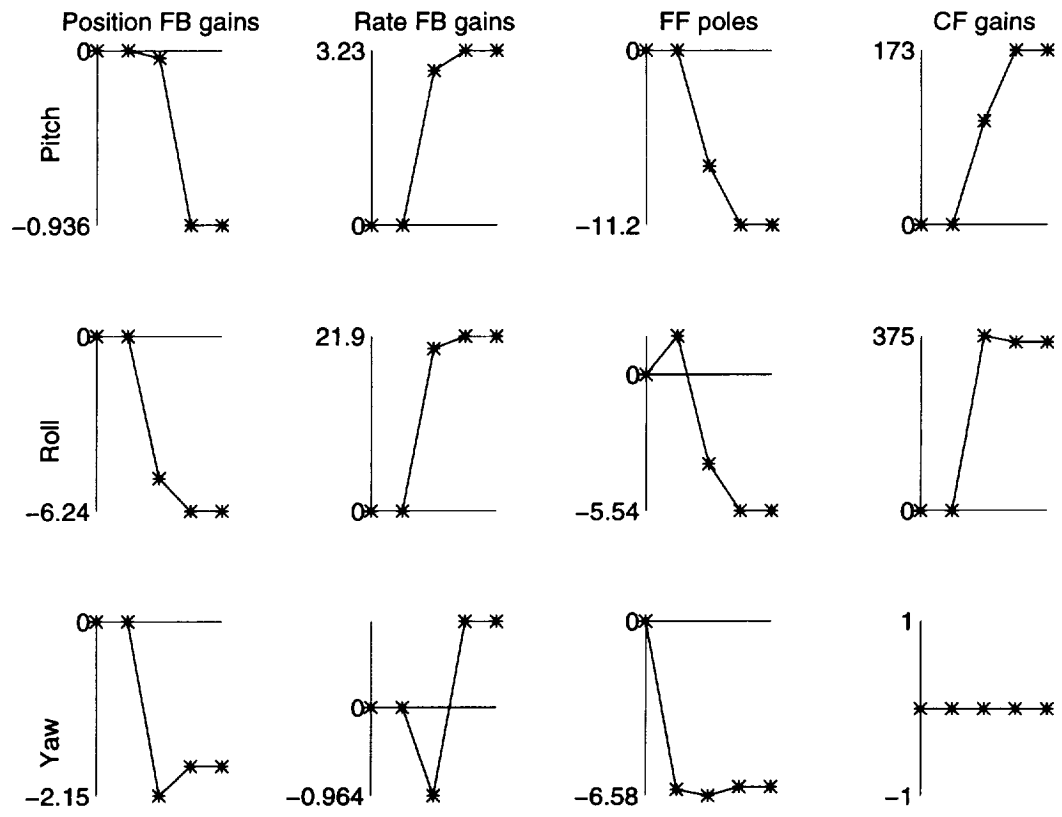 Position FB gains Rate FB gains FF poles CF gains
0 3.23 0 173
Pitch
−0.936 0 −11.2 0
0 21.9 375
0
Roll
−6.24 0 −5.54 0
0 0 1
0
Yaw
−2.15 −0.964 −6.58 −1